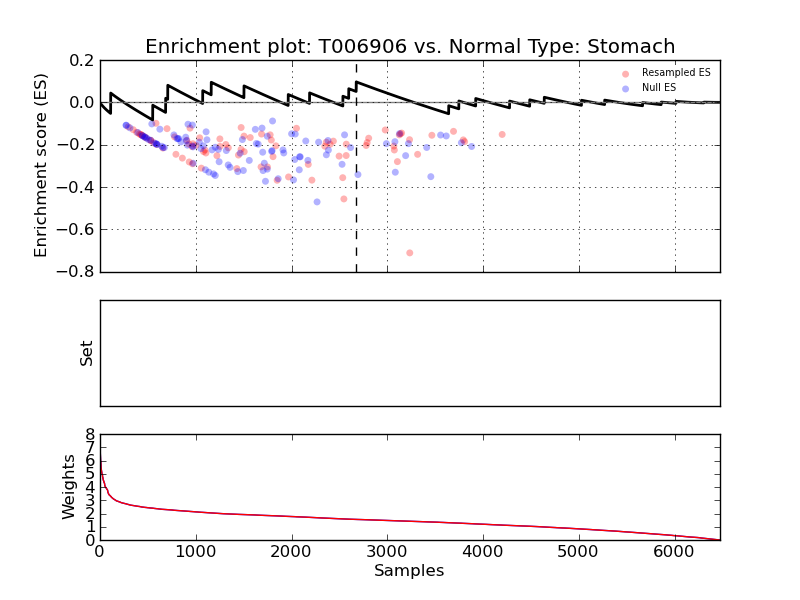 Enrichment plot: T006906 vs. Normal Type: Stomach
Resampled ES
Null ES
Enrichment score (ES)
0.2
0.0
−0.2
−0.4
−0.6
−0.8
Set
Weights
8
7
6
5
4
3
2
1
0
0 1000 2000 3000 4000 5000 6000
Samples